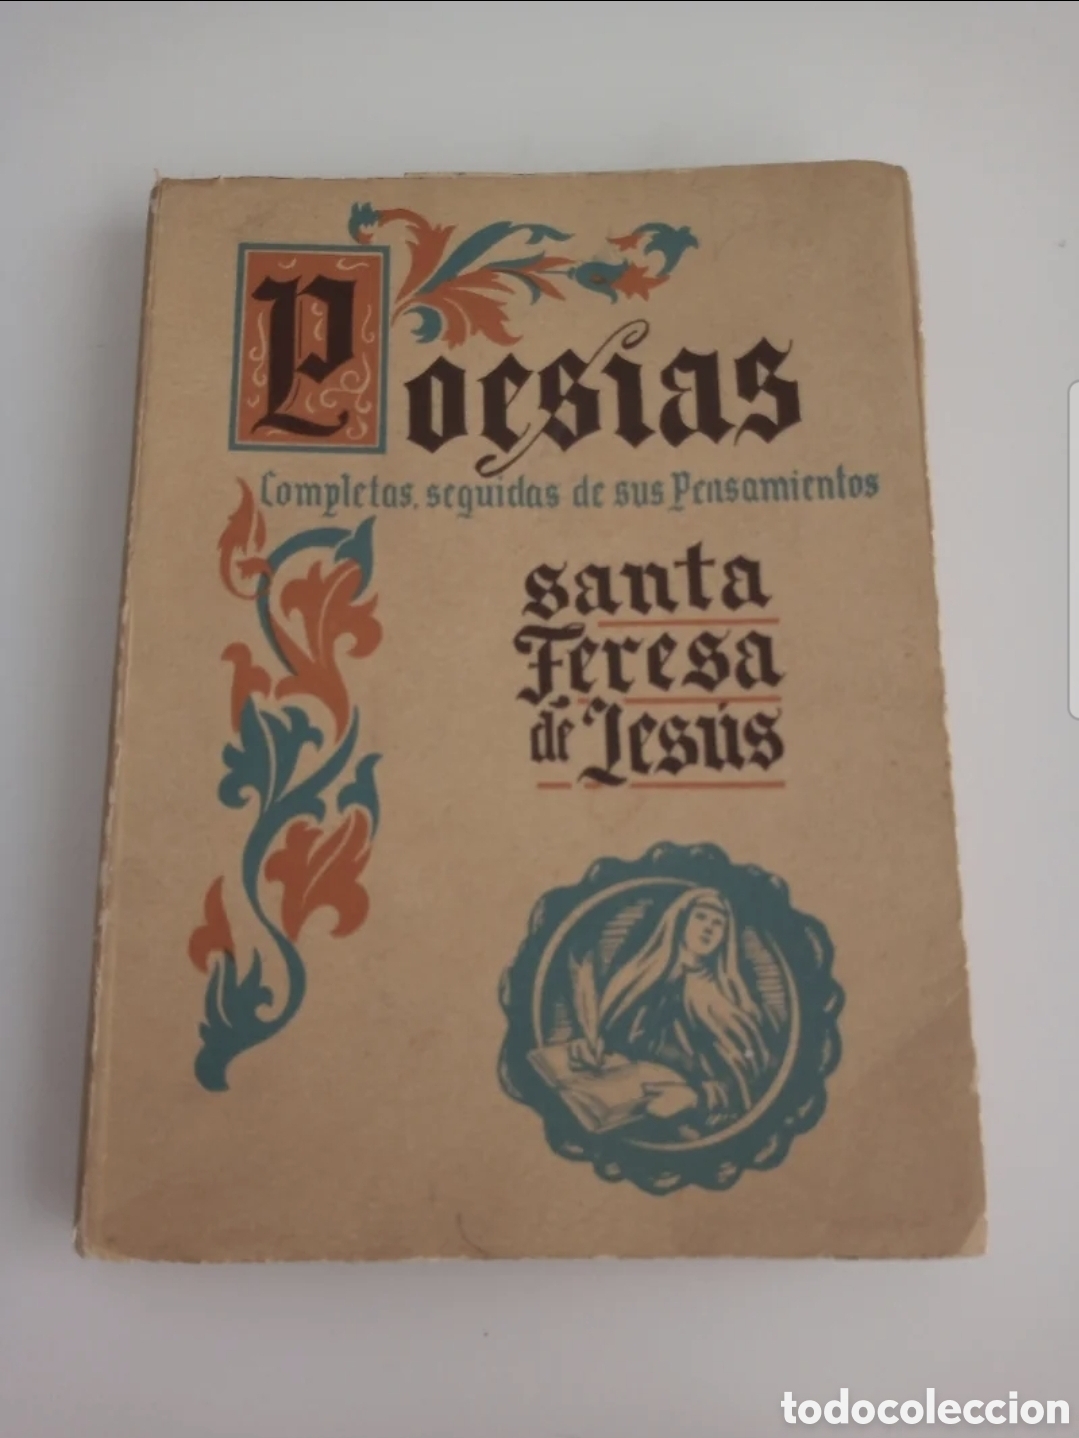 Poesias
Completas, seguidas de sus Pensamientos
santa
Teresa
de Jesús
todocoleccion